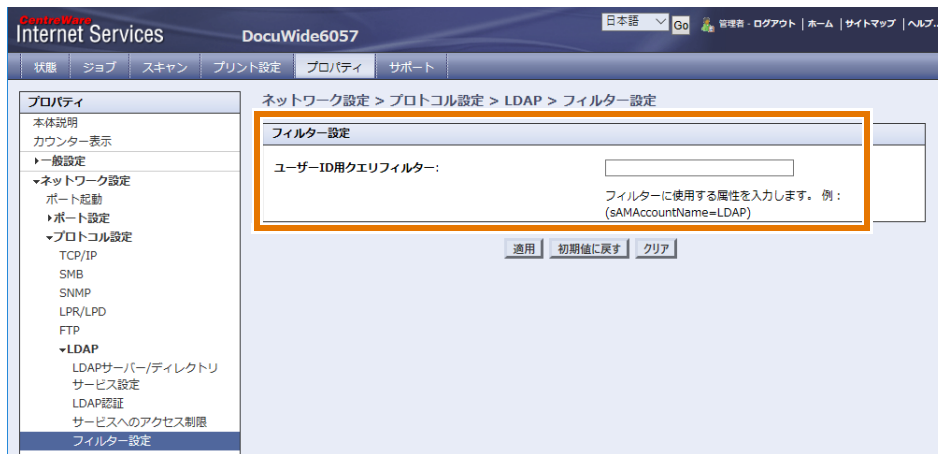 CentreWare
Internet Services
DocuWide6057
日本語
Go
管理者 - ログアウト | ホーム | サイトマップ | ヘルプ..
状態 ジョブ スキャン プリント設定 プロパティ サポート
プロパティ
本体説明
カウンター表示
一般設定
ネットワーク設定
ポート起動
ポート設定
プロトコル設定
TCP/IP
SMB
SNMP
LPR/LPD
FTP
LDAP
LDAPサーバー/ディレクトリ
サービス設定
LDAP認証
サービスへのアクセス制限
フィルター設定
ネットワーク設定 > プロトコル設定 > LDAP > フィルター設定
フィルター設定
ユーザーID用クエリフィルター:
フィルターに使用する属性を入力します。 例：
(sAMAccountName=LDAP)
適用 初期値に戻す クリア